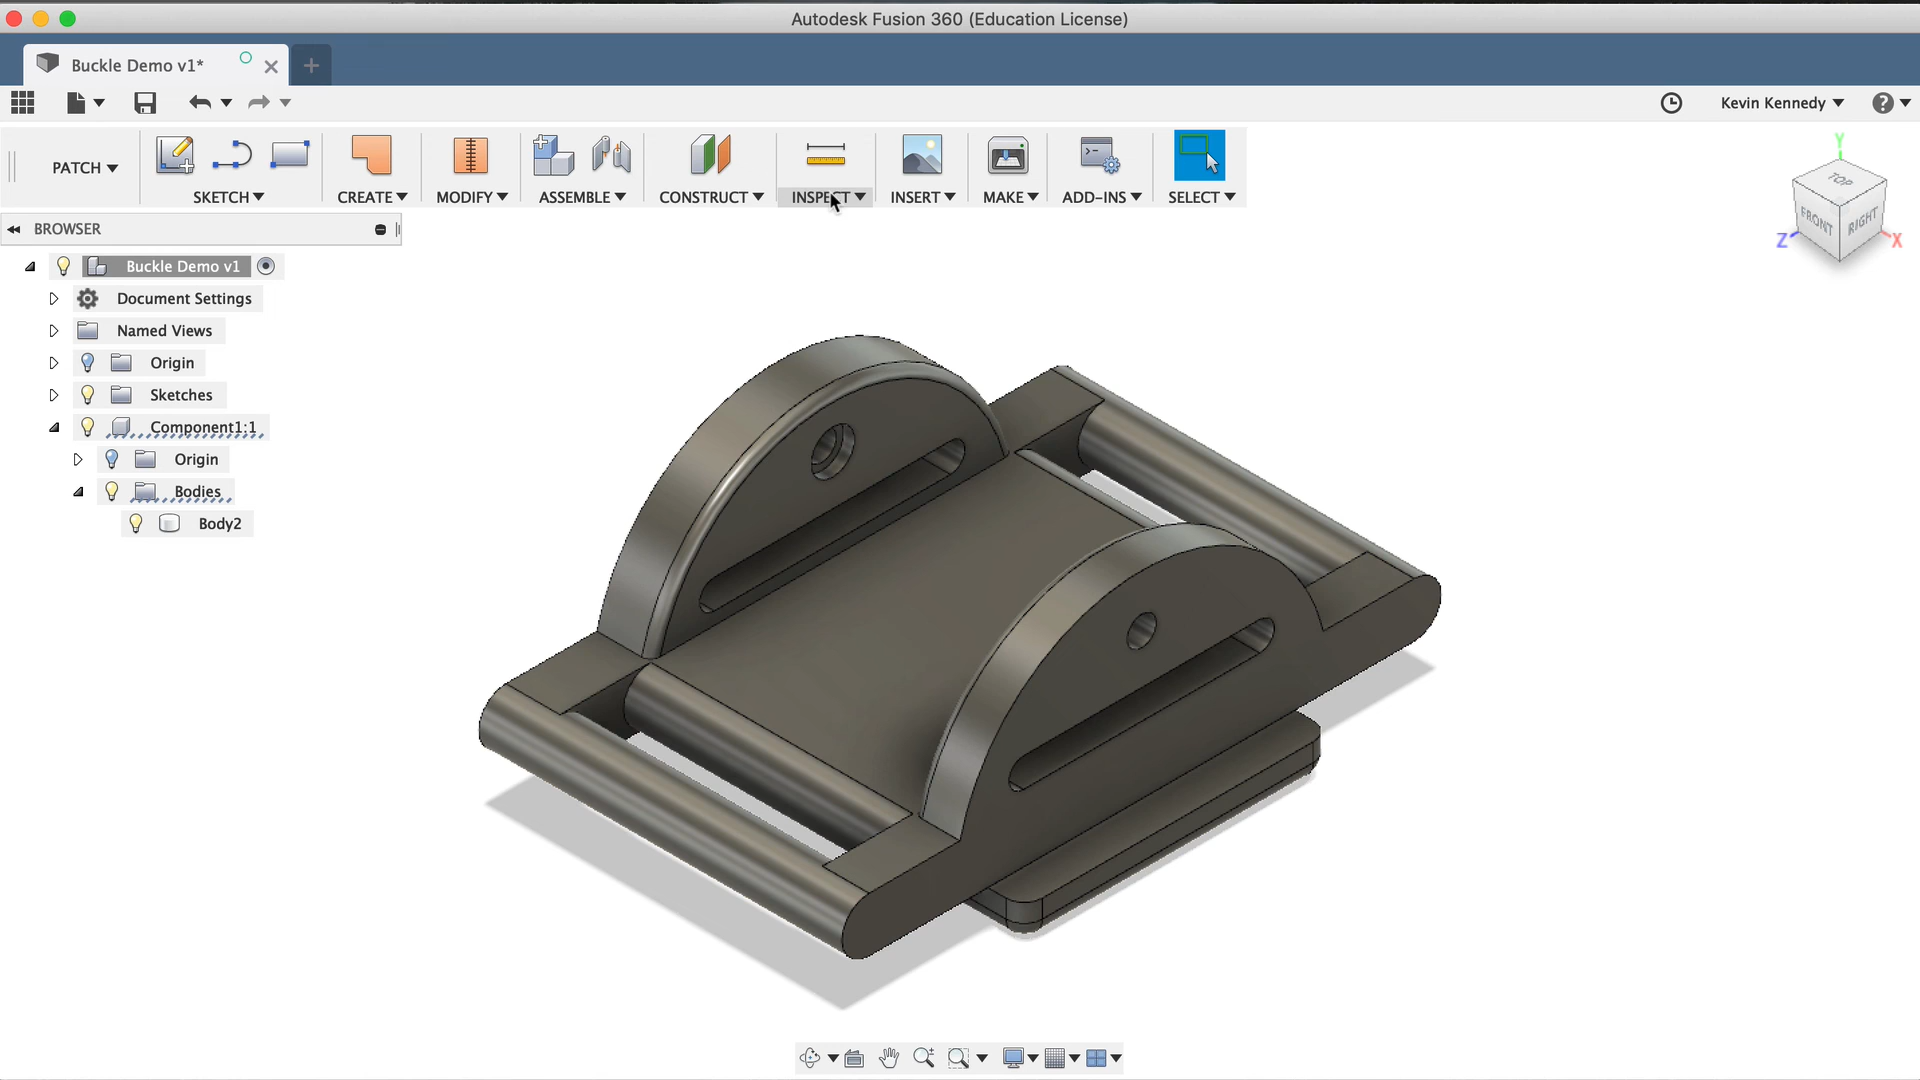 Autodesk Fusion 360 (Education License)
Buckle Demo v1*
Kevin Kennedy
PATCH
SKETCH
CREATE
MODIFY
ASSEMBLE
CONSTRUCT
INSPECT
INSERT
MAKE
ADD-INS
SELECT
BROWSER
Buckle Demo v1
Document Settings
Named Views
Origin
Sketches
Component1:1
Origin
Bodies
Body2
Y
TOP
FRONT
RIGHT
Z
X